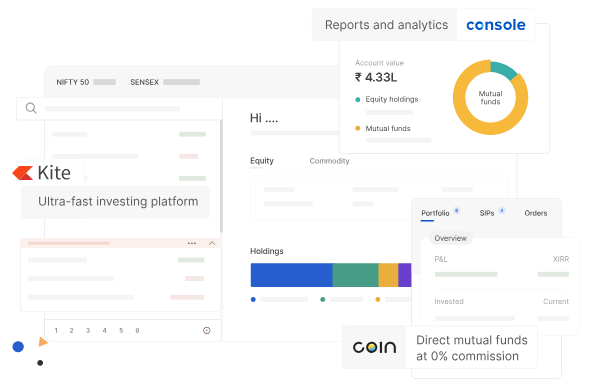 Reports and analytics
console
Account value
₹ 4.33L
Equity holdings
Mutual funds
Mutual
funds
NIFTY 50
SENSEX
Hi ....
Equity
Commodity
Kite
Ultra-fast investing platform
Holdings
1 2 3 4 5 6
Portfolio 6
SIPs 4
Orders
Overview
P&L
XIRR
Invested
Current
coin
Direct mutual funds
at 0% commission